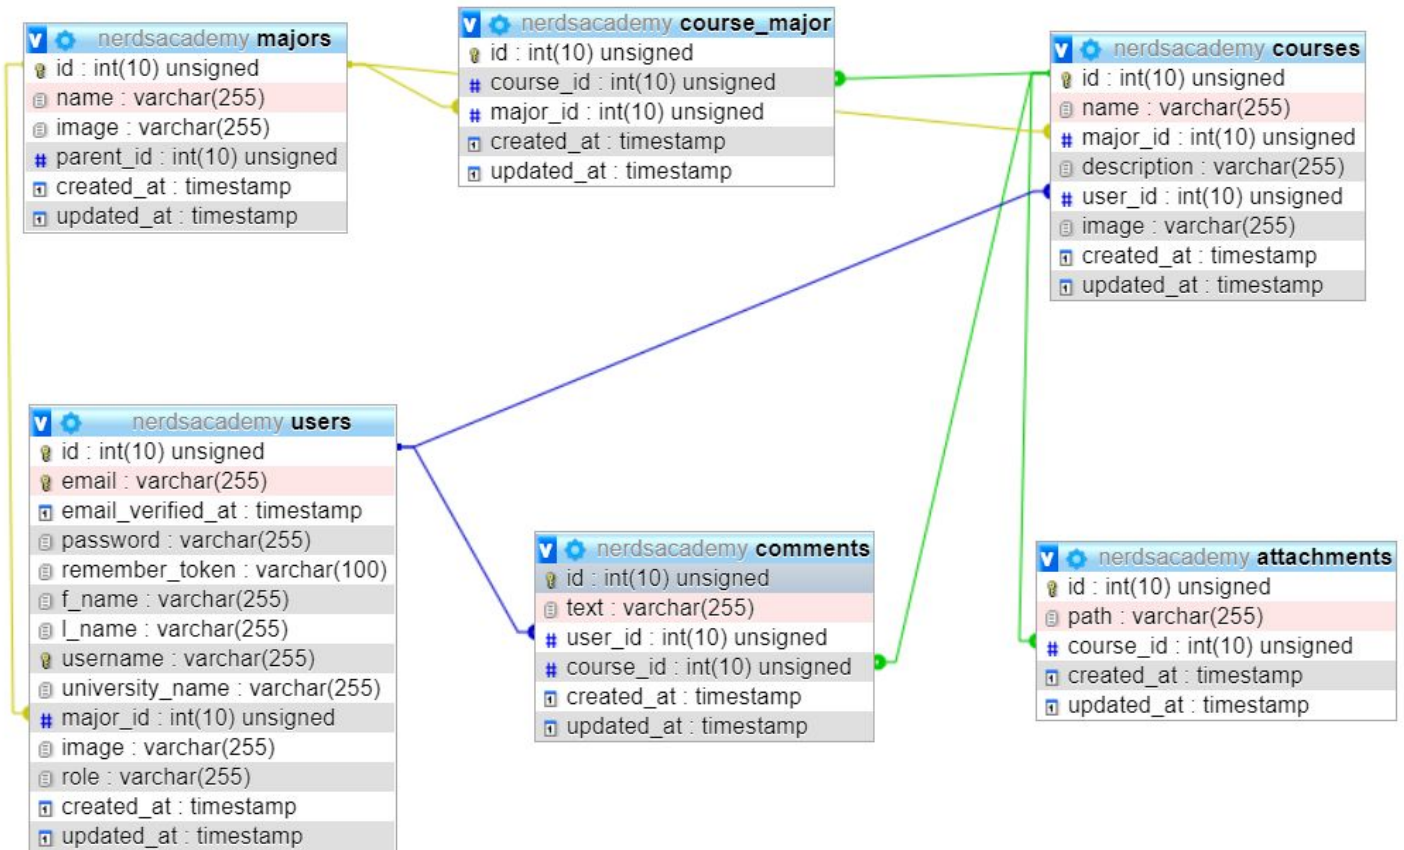 nerdsacademy majors
id : int(10) unsigned
name : varchar(255)
image : varchar(255)
parent_id : int(10) unsigned
created_at : timestamp
updated_at : timestamp
nerdsacademy course_major
id : int(10) unsigned
course_id : int(10) unsigned
major_id : int(10) unsigned
created_at : timestamp
updated_at : timestamp
nerdsacademy courses
id : int(10) unsigned
name : varchar(255)
major_id : int(10) unsigned
description : varchar(255)
user_id : int(10) unsigned
image : varchar(255)
created_at : timestamp
updated_at : timestamp
nerdsacademy users
id : int(10) unsigned
email : varchar(255)
email_verified_at : timestamp
password : varchar(255)
remember_token : varchar(100)
f_name : varchar(255)
l_name : varchar(255)
username : varchar(255)
university_name : varchar(255)
major_id : int(10) unsigned
image : varchar(255)
role : varchar(255)
created_at : timestamp
updated_at : timestamp
nerdsacademy comments
id : int(10) unsigned
text : varchar(255)
user_id : int(10) unsigned
course_id : int(10) unsigned
created_at : timestamp
updated_at : timestamp
nerdsacademy attachments
id : int(10) unsigned
path : varchar(255)
course_id : int(10) unsigned
created_at : timestamp
updated_at : timestamp